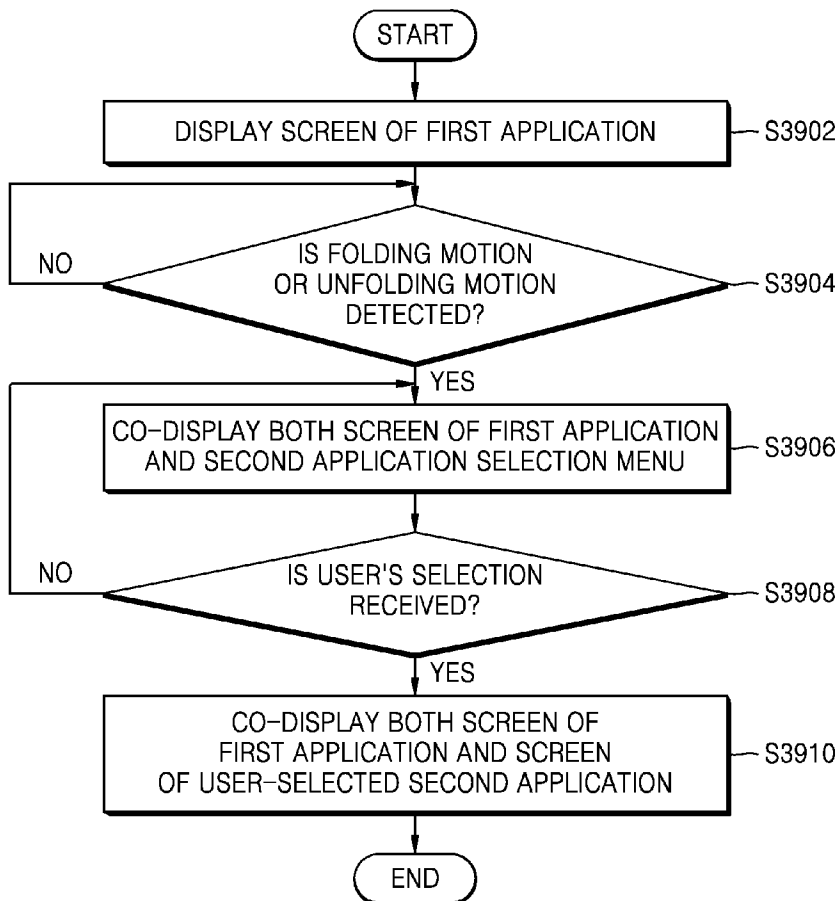 START
DISPLAY SCREEN OF FIRST APPLICATION
S3902
IS FOLDING MOTION
OR UNFOLDING MOTION
DETECTED?
S3904
NO
YES
CO-DISPLAY BOTH SCREEN OF FIRST APPLICATION
AND SECOND APPLICATION SELECTION MENU
S3906
IS USER'S SELECTION
RECEIVED?
S3908
NO
YES
CO-DISPLAY BOTH SCREEN OF
FIRST APPLICATION AND SCREEN
OF USER-SELECTED SECOND APPLICATION
S3910
END